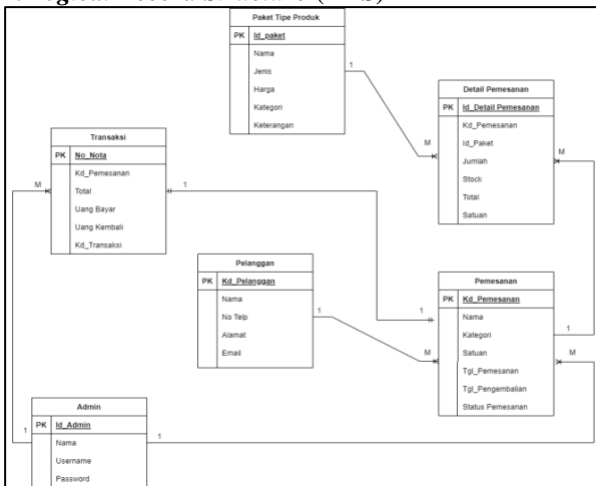 Paket Tipe Produk
PK Id_paket
Nama
Jenis
Harga
Kategori
Keterangan
1
Detail Pemesanan
PK Id_Detail Pemesanan
Kd_Pemesanan
Id_Paket
Jumlah
Stock
Total
Satuan
M
M
Transaksi
PK No_Nota
Kd_Pemesanan
Total
Uang Bayar
Uang Kembali
Kd_Transaksi
M
1
Pelanggan
PK Kd_Pelanggan
Nama
No Telp
Alamat
Email
1
Pemesanan
PK Kd_Pemesanan
Nama
Kategori
Satuan
Tgl_Pemesanan
Tgl_Pengembalian
Status Pemesanan
1
M
1
M
Admin
PK Id_Admin
Nama
Username
Password
1
1